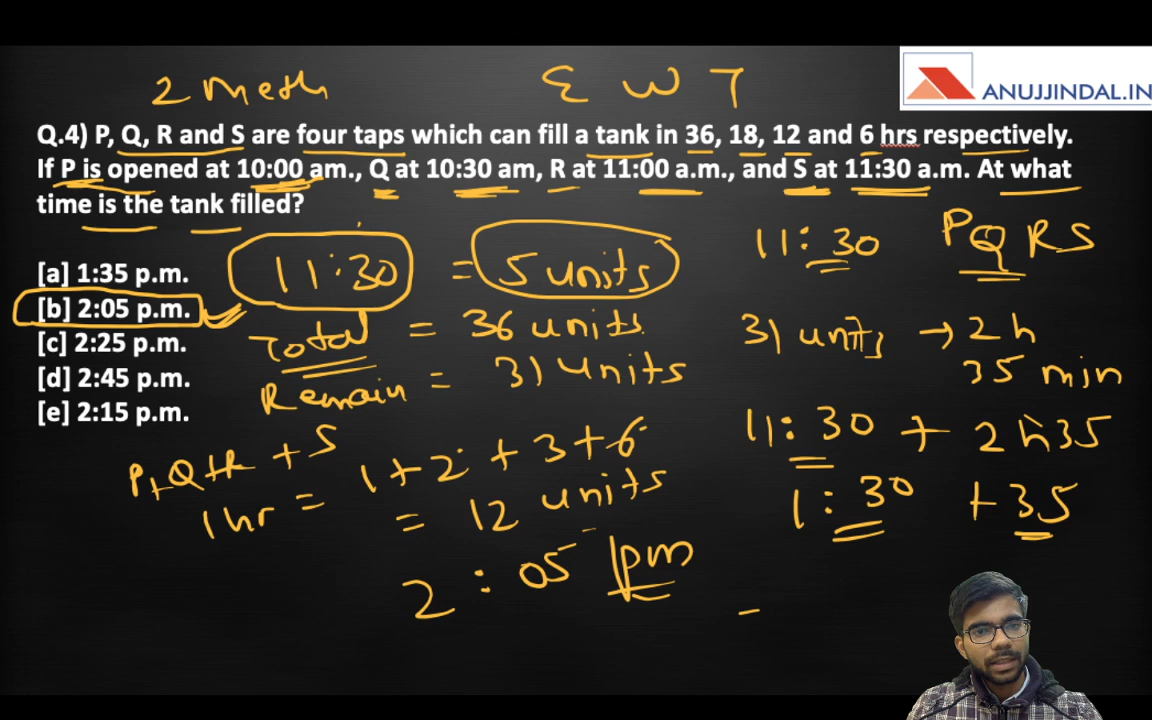 2 Meth
E W T
ANUJJINDAL.IN
Q.4) P, Q, R and S are four taps which can fill a tank in 36, 18, 12 and 6 hrs respectively.
If P is opened at 10:00 am., Q at 10:30 am, R at 11:00 a.m., and S at 11:30 a.m. At what
time is the tank filled?
[a] 1:35 p.m.
[b] 2:05 p.m.
[c] 2:25 p.m.
[d] 2:45 p.m.
[e] 2:15 p.m.
11:30 = 5 units
Total = 36 units
Remain = 31 units
P+Q+R+S
1hr = 1+2+3+6
= 12 units
2:05 pm
11:30 PQRS
31 units → 2h
35 min
11:30 + 2h35
1:30 +35